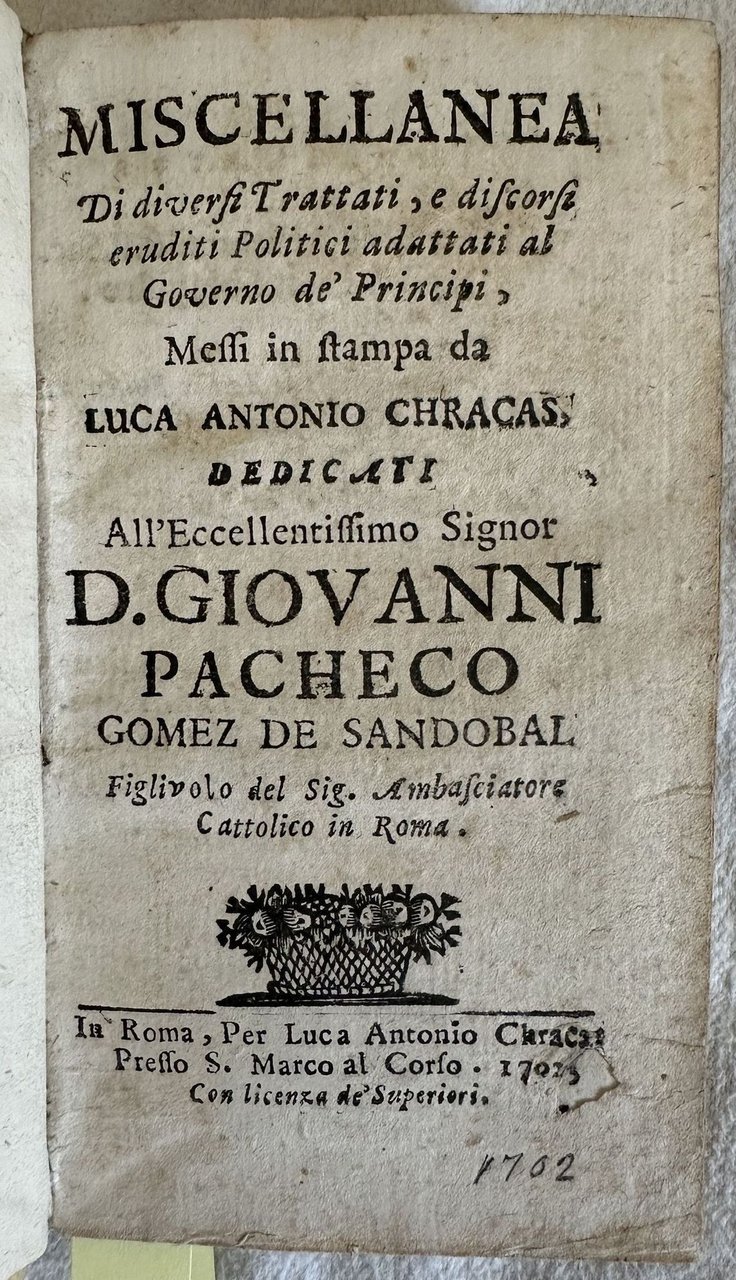 MISCELLANEA
Di diverſi Trattati, e diſcorſi
eruditi Politici adattati al
Governo de' Principi,
Meſſi in ſtampa da
LUCA ANTONIO CHRACAS,
DEDICATI
All'Eccellentiſſimo Signor
D. GIOVANNI
PACHECO
GOMEZ DE SANDOBAL
Figlivolo del Sig. Ambaſciatore
Cattolico in Roma.
In Roma, Per Luca Antonio Chracas
Preſſo S. Marco al Corſo.
Con licenza de' Superiori.
1702